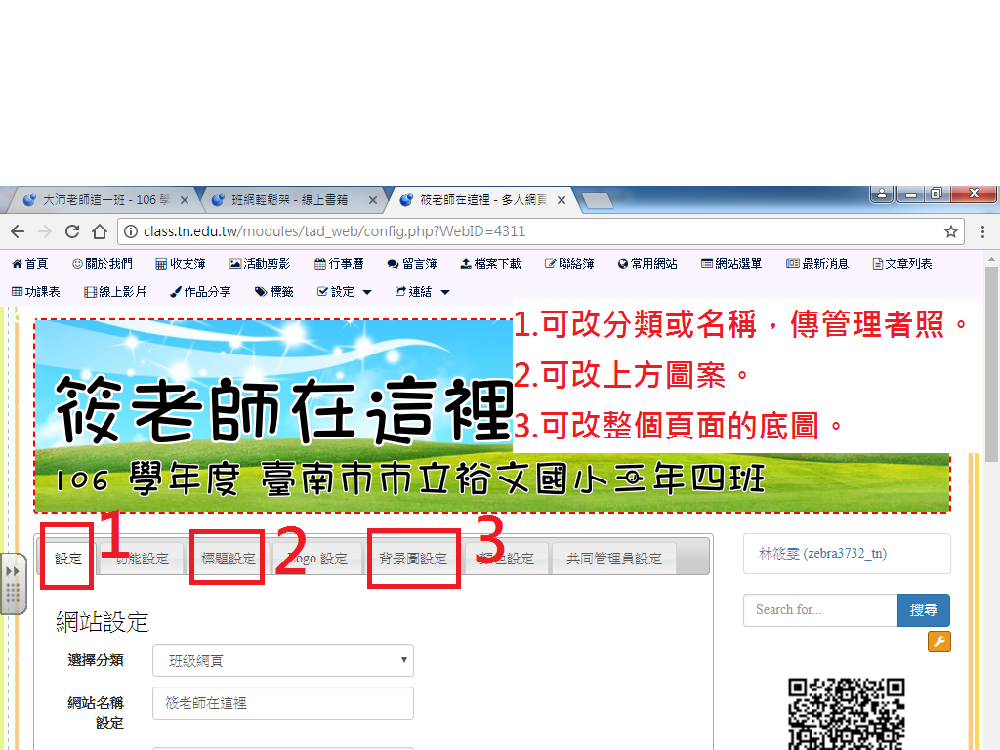 大沛老師這一班 - 106 學
班網輕鬆架 - 線上書籍
筊老師在這裡 - 多人網頁
class.tn.edu.tw/modules/tad_web/config.php?WebID=4311
首頁 關於我們 收支簿 活動剪影 行事曆 留言簿 檔案下載 聯絡簿 常用網站 網站選單 最新消息 文章列表
功課表 線上影片 作品分享 標籤 設定 連結
1.可改分類或名稱，傳管理者照。
2.可改上方圖案。
3.可改整個頁面的底圖。
筊老師在這裡
106 學年度 臺南市市立裕文國小三年四班
1
2
3
設定 功能設定 標題設定 Logo 設定 背景圖設定 顏色設定 共同管理員設定
林筱雯 (zebra3732_tn)
Search for... 搜尋
網站設定
選擇分類 班級網頁
網站名稱 筊老師在這裡
設定